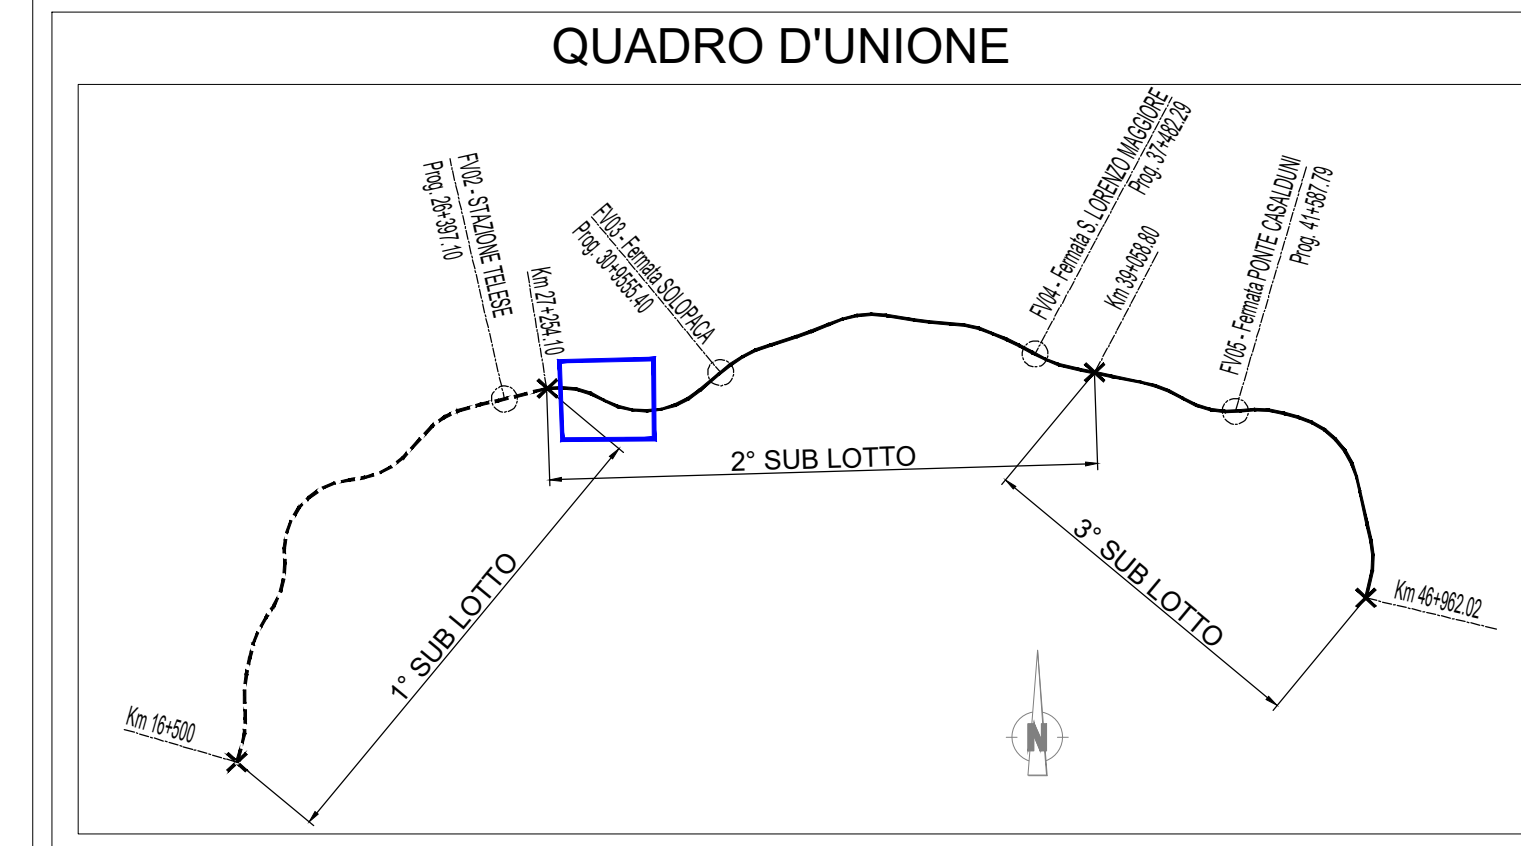 QUADRO D'UNIONE
FV02 - STAZIONE TELESE
Prog. 26+397.10
Km 27+254.10
FV03 - Fermata SOLOPACA
Prog. 30+9555.40
FV04 - Fermata S. LORENZO MAGGIORE
Prog. 37+482.29
Km 39+058.80
FV05 - Fermata PONTE CASALDUNI
Prog. 41+587.79
2° SUB LOTTO
1° SUB LOTTO
3° SUB LOTTO
Km 46+962.02
Km 16+500
N